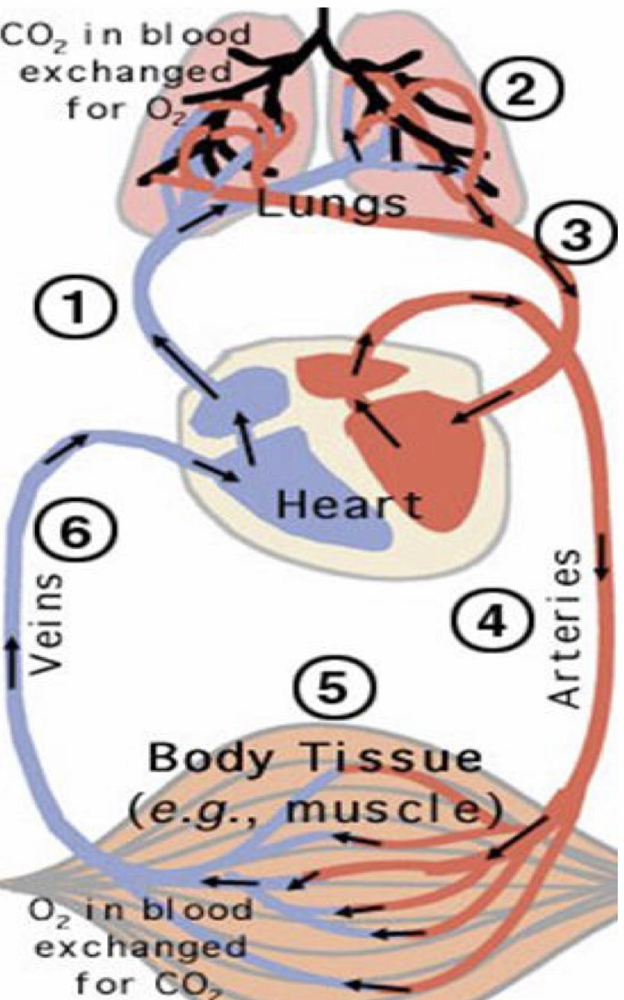 CO₂ in blood
exchanged
for O₂
2
Lungs
3
1
Heart
6
Veins
4
Arteries
5
Body Tissue
(e.g., muscle)
O₂ in blood
exchanged
for CO₂